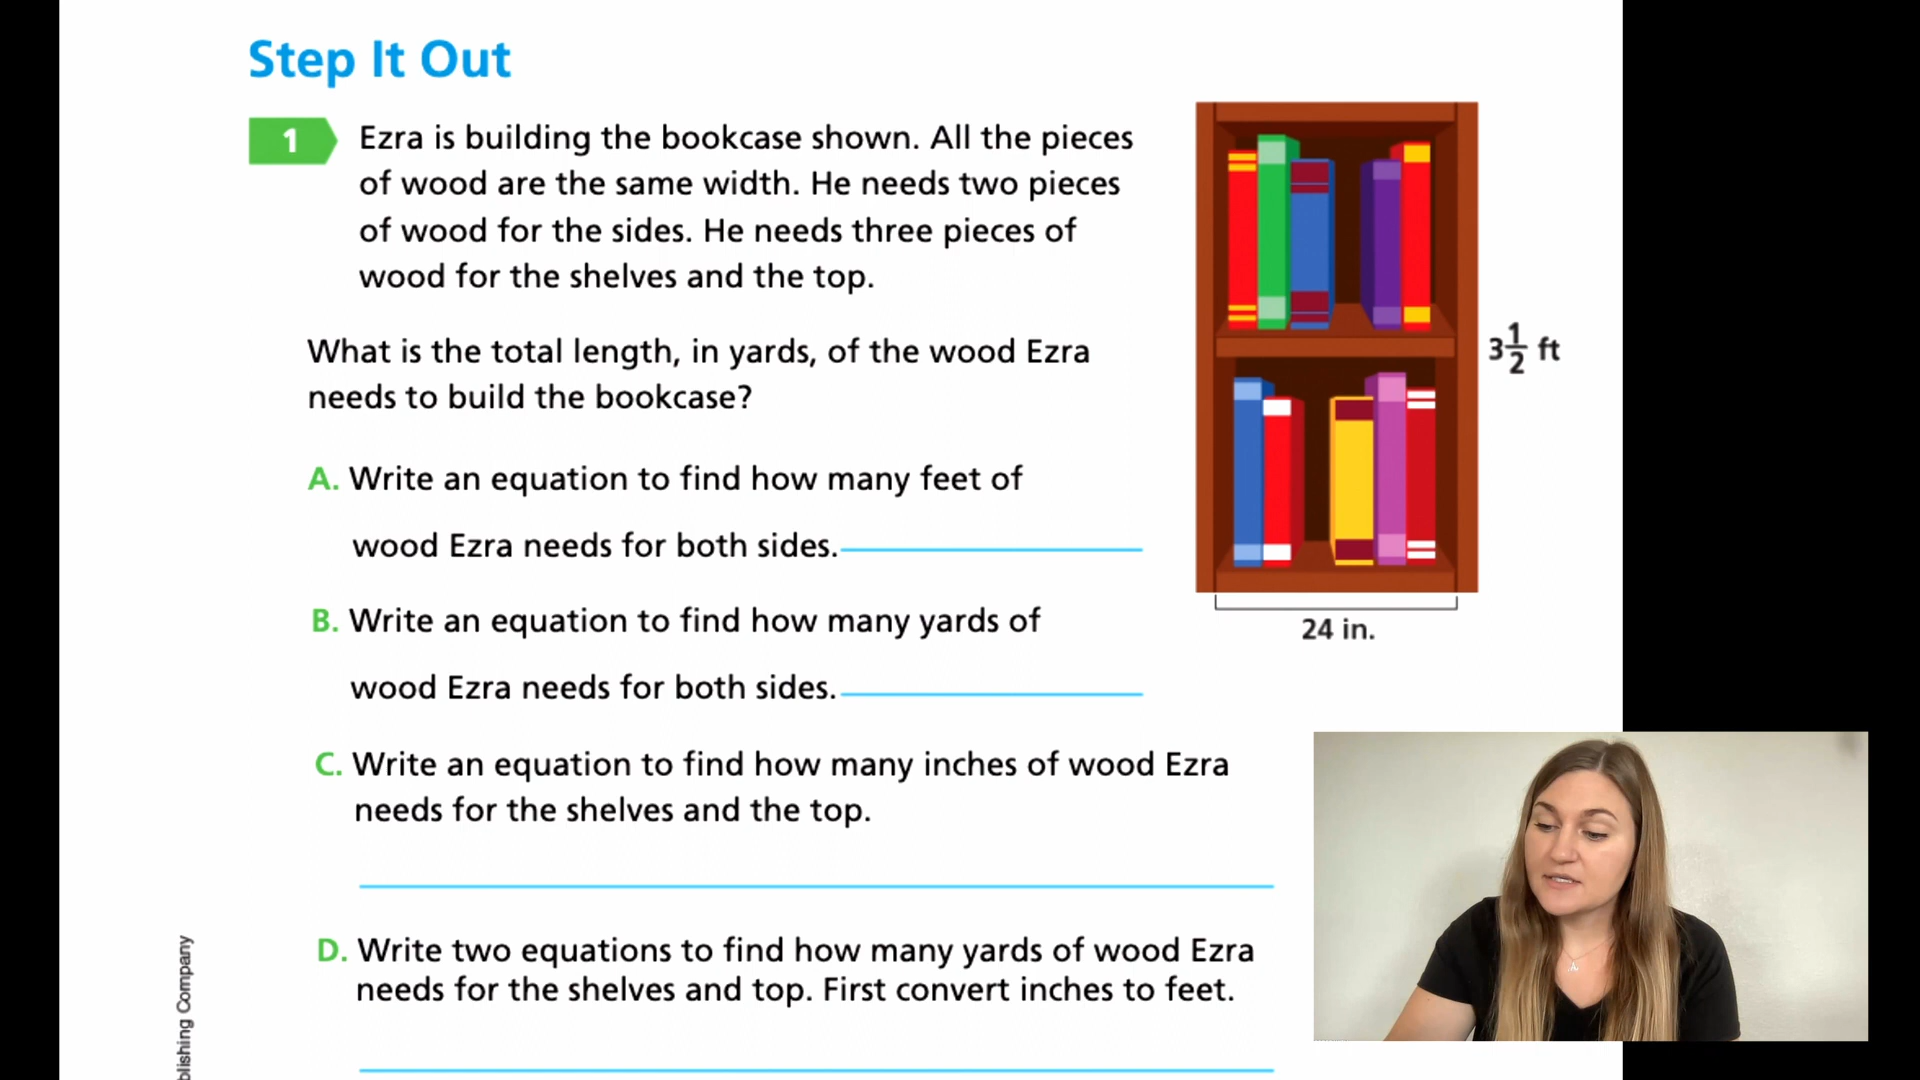 Step It Out
1
Ezra is building the bookcase shown. All the pieces
of wood are the same width. He needs two pieces
of wood for the sides. He needs three pieces of
wood for the shelves and the top.
What is the total length, in yards, of the wood Ezra
needs to build the bookcase?
3 1/2 ft
24 in.
A. Write an equation to find how many feet of
wood Ezra needs for both sides.
B. Write an equation to find how many yards of
wood Ezra needs for both sides.
C. Write an equation to find how many inches of wood Ezra
needs for the shelves and the top.
D. Write two equations to find how many yards of wood Ezra
needs for the shelves and top. First convert inches to feet.
Company